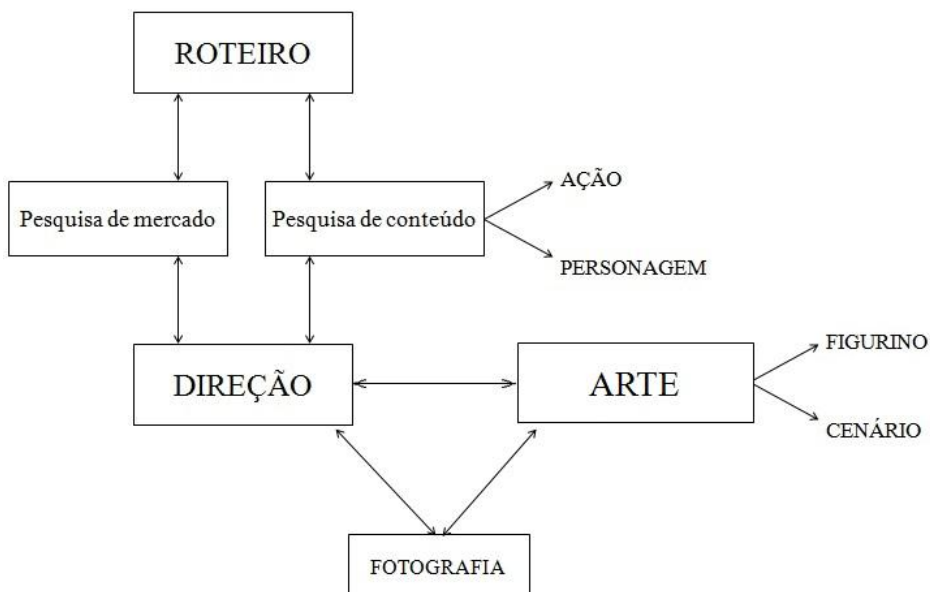 ROTEIRO
Pesquisa de mercado
Pesquisa de conteúdo
AÇÃO
PERSONAGEM
DIREÇÃO
ARTE
FIGURINO
CENÁRIO
FOTOGRAFIA